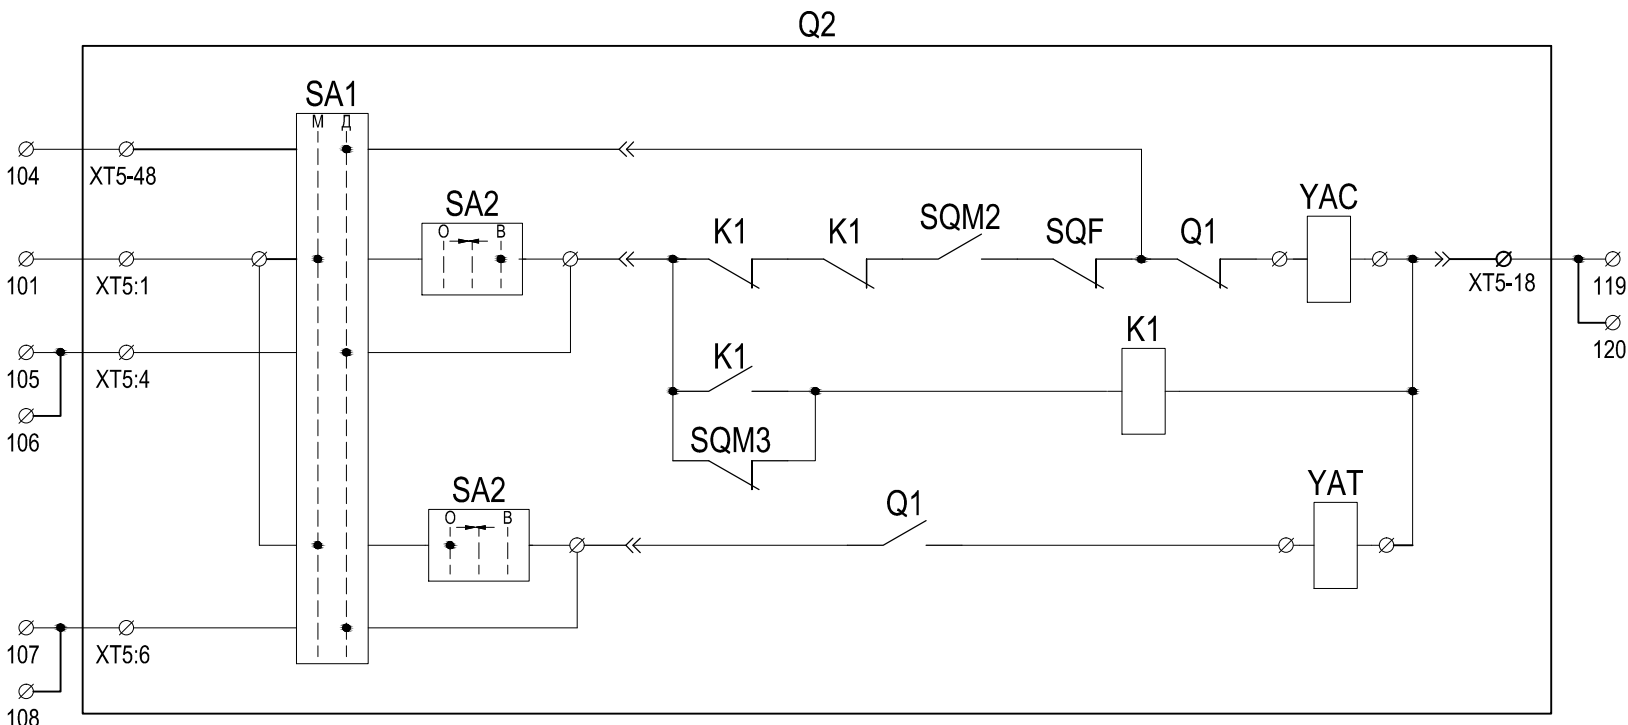 Q2
SA1
М Д
104 XT5-48
SA2
О В
K1 K1 SQM2 SQF Q1 YAC
101 XT5:1
XT5-18 119
120
105 XT5:4
106
K1 K1
SQM3
SA2
О В
Q1 YAT
107 XT5:6
108